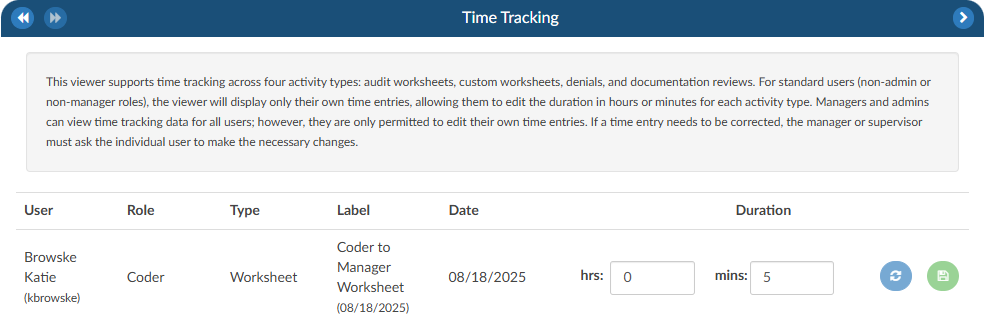 Time Tracking
This viewer supports time tracking across four activity types: audit worksheets, custom worksheets, denials, and documentation reviews. For standard users (non-admin or
non-manager roles), the viewer will display only their own time entries, allowing them to edit the duration in hours or minutes for each activity type. Managers and admins
can view time tracking data for all users; however, they are only permitted to edit their own time entries. If a time entry needs to be corrected, the manager or supervisor
must ask the individual user to make the necessary changes.
User Role Type Label Date Duration
Browske
Katie
(kbrowske)
Coder
Worksheet
Coder to
Manager
Worksheet
(08/18/2025)
08/18/2025
hrs: 0 mins: 5